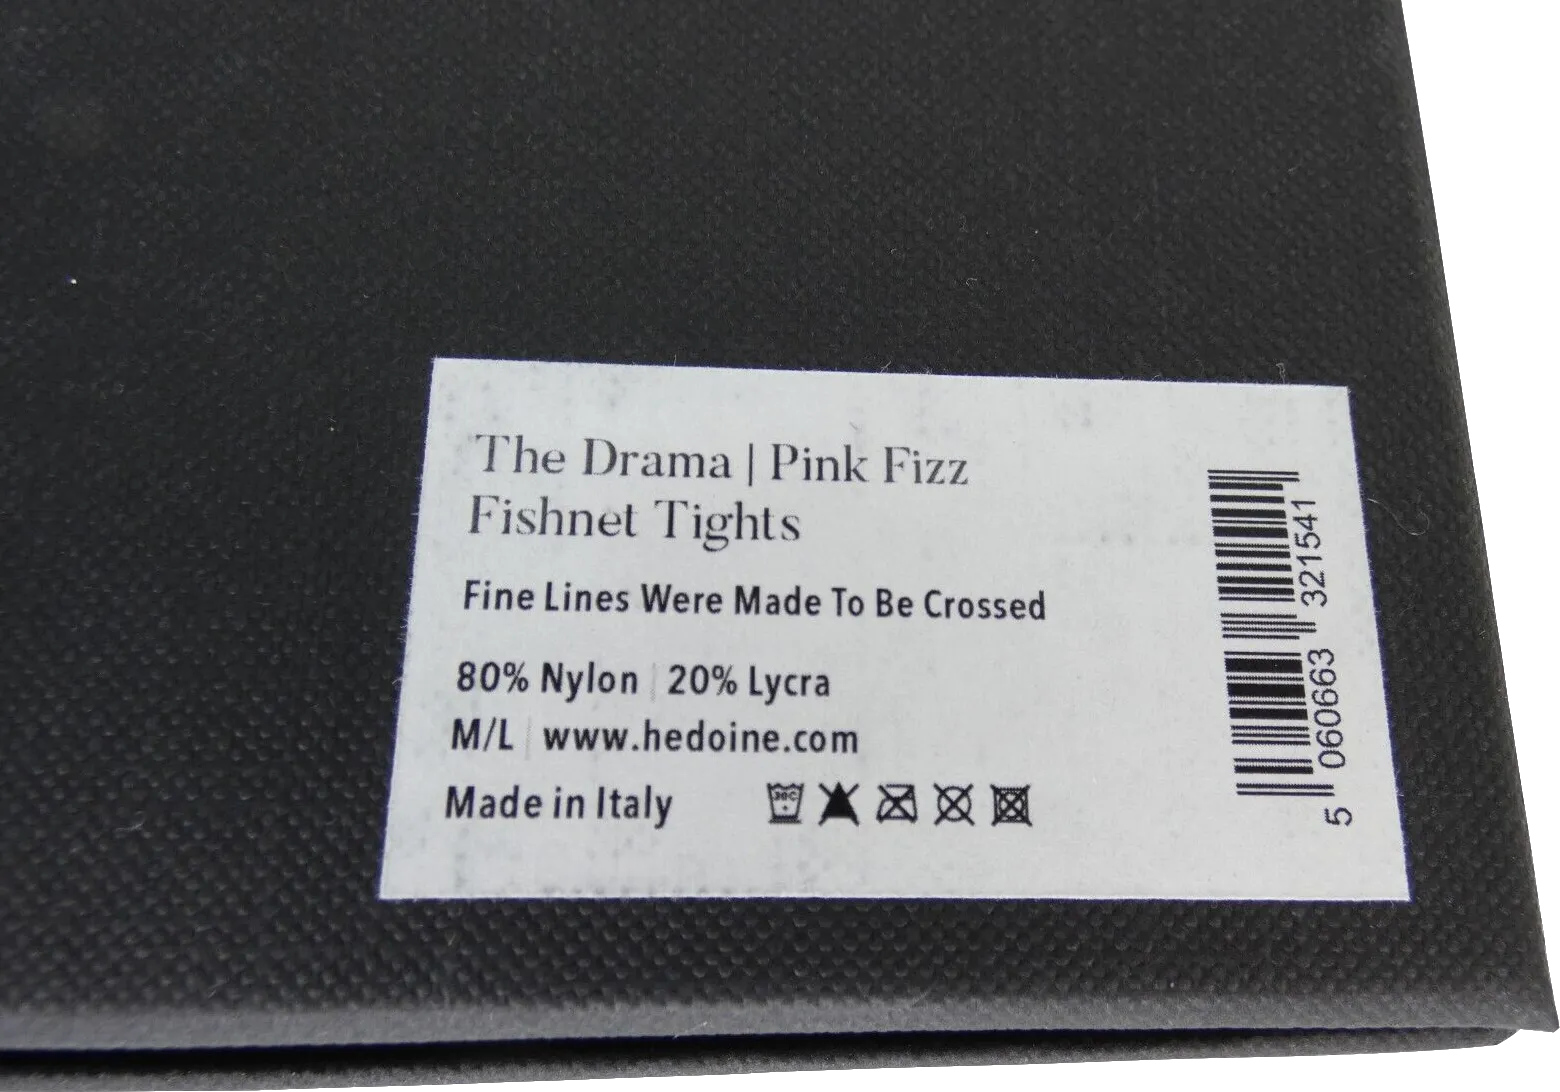 The Drama | Pink Fizz
Fishnet Tights
Fine Lines Were Made To Be Crossed
80% Nylon | 20% Lycra
M/L | www.hedoine.com
Made in Italy
30C
5 060663 321541